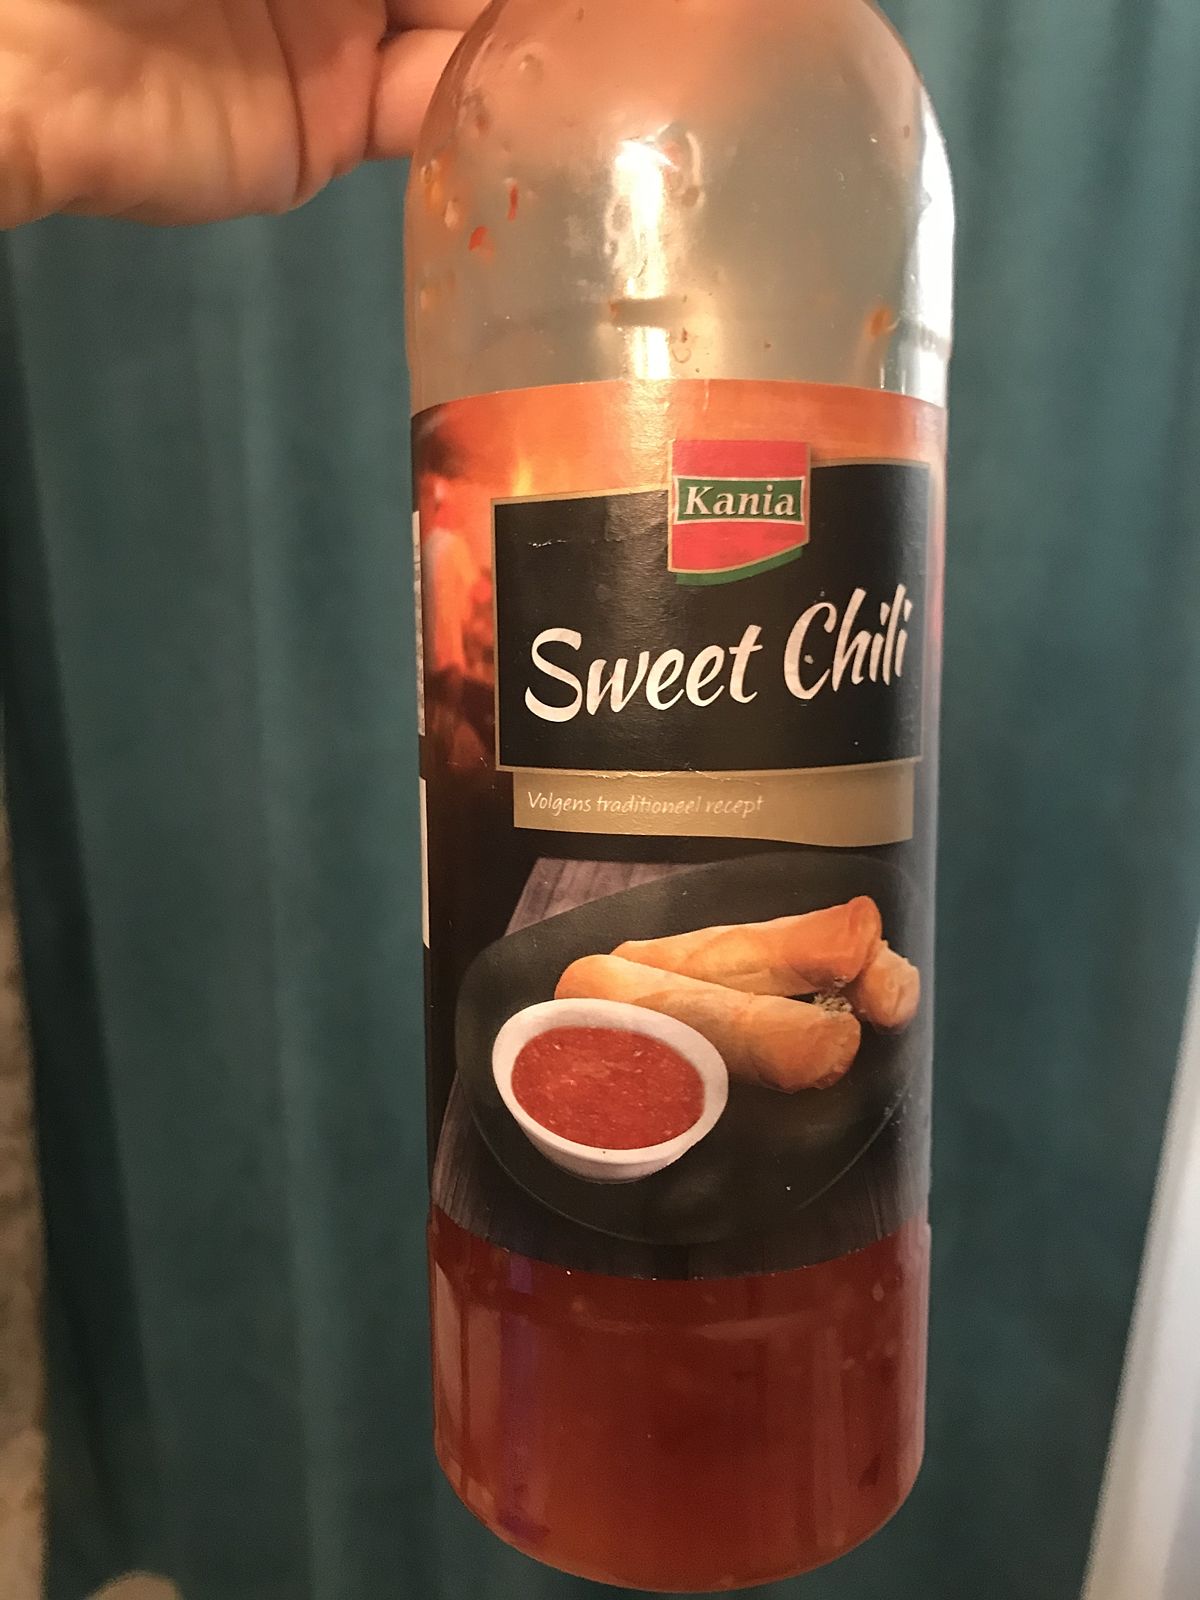 Kania
Sweet Chili
Volgens traditioneel recept